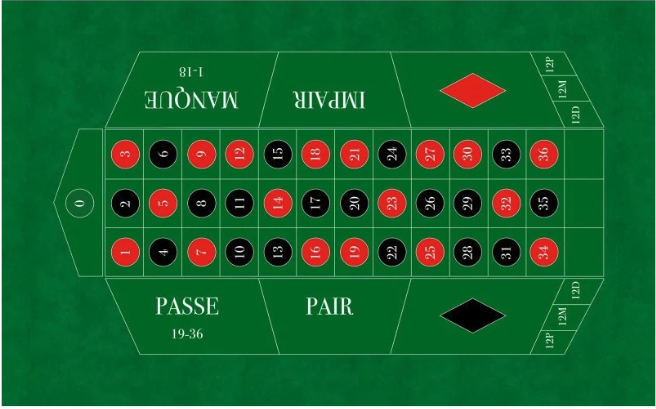 1-18
MANQUE
IMPAIR
12P
12M
12D
3 6 9 12 15 18 21 24 27 30 33 36
0
2 5 8 11 14 17 20 23 26 29 32 35
1 4 7 10 13 16 19 22 25 28 31 34
PASSE
PAIR
19-36
12D
12M
12P